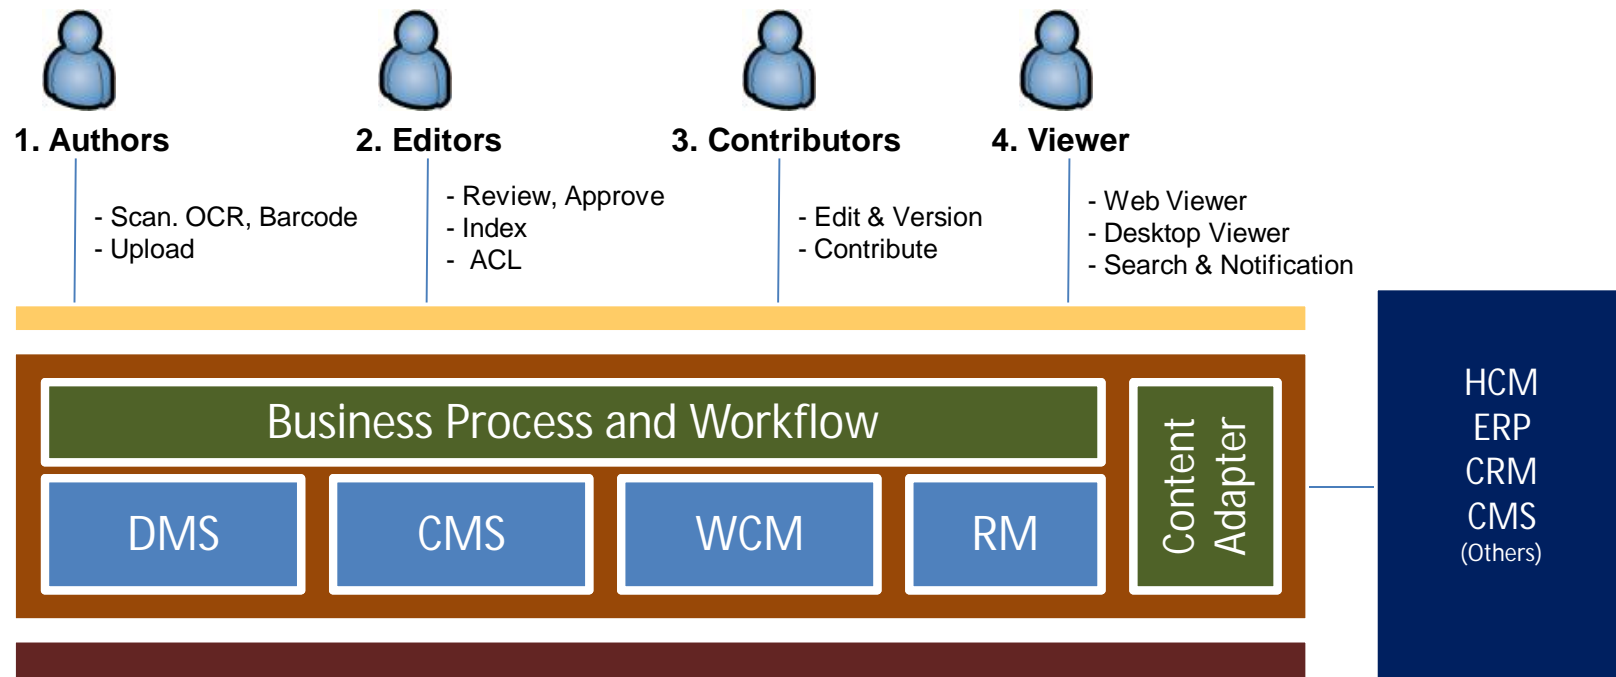 1. Authors
2. Editors
3. Contributors
4. Viewer
- Scan. OCR, Barcode
- Upload
- Review, Approve
- Index
- ACL
- Edit & Version
- Contribute
- Web Viewer
- Desktop Viewer
- Search & Notification
Business Process and Workflow
DMS
CMS
WCM
RM
Content
Adapter
HCM
ERP
CRM
CMS
(Others)